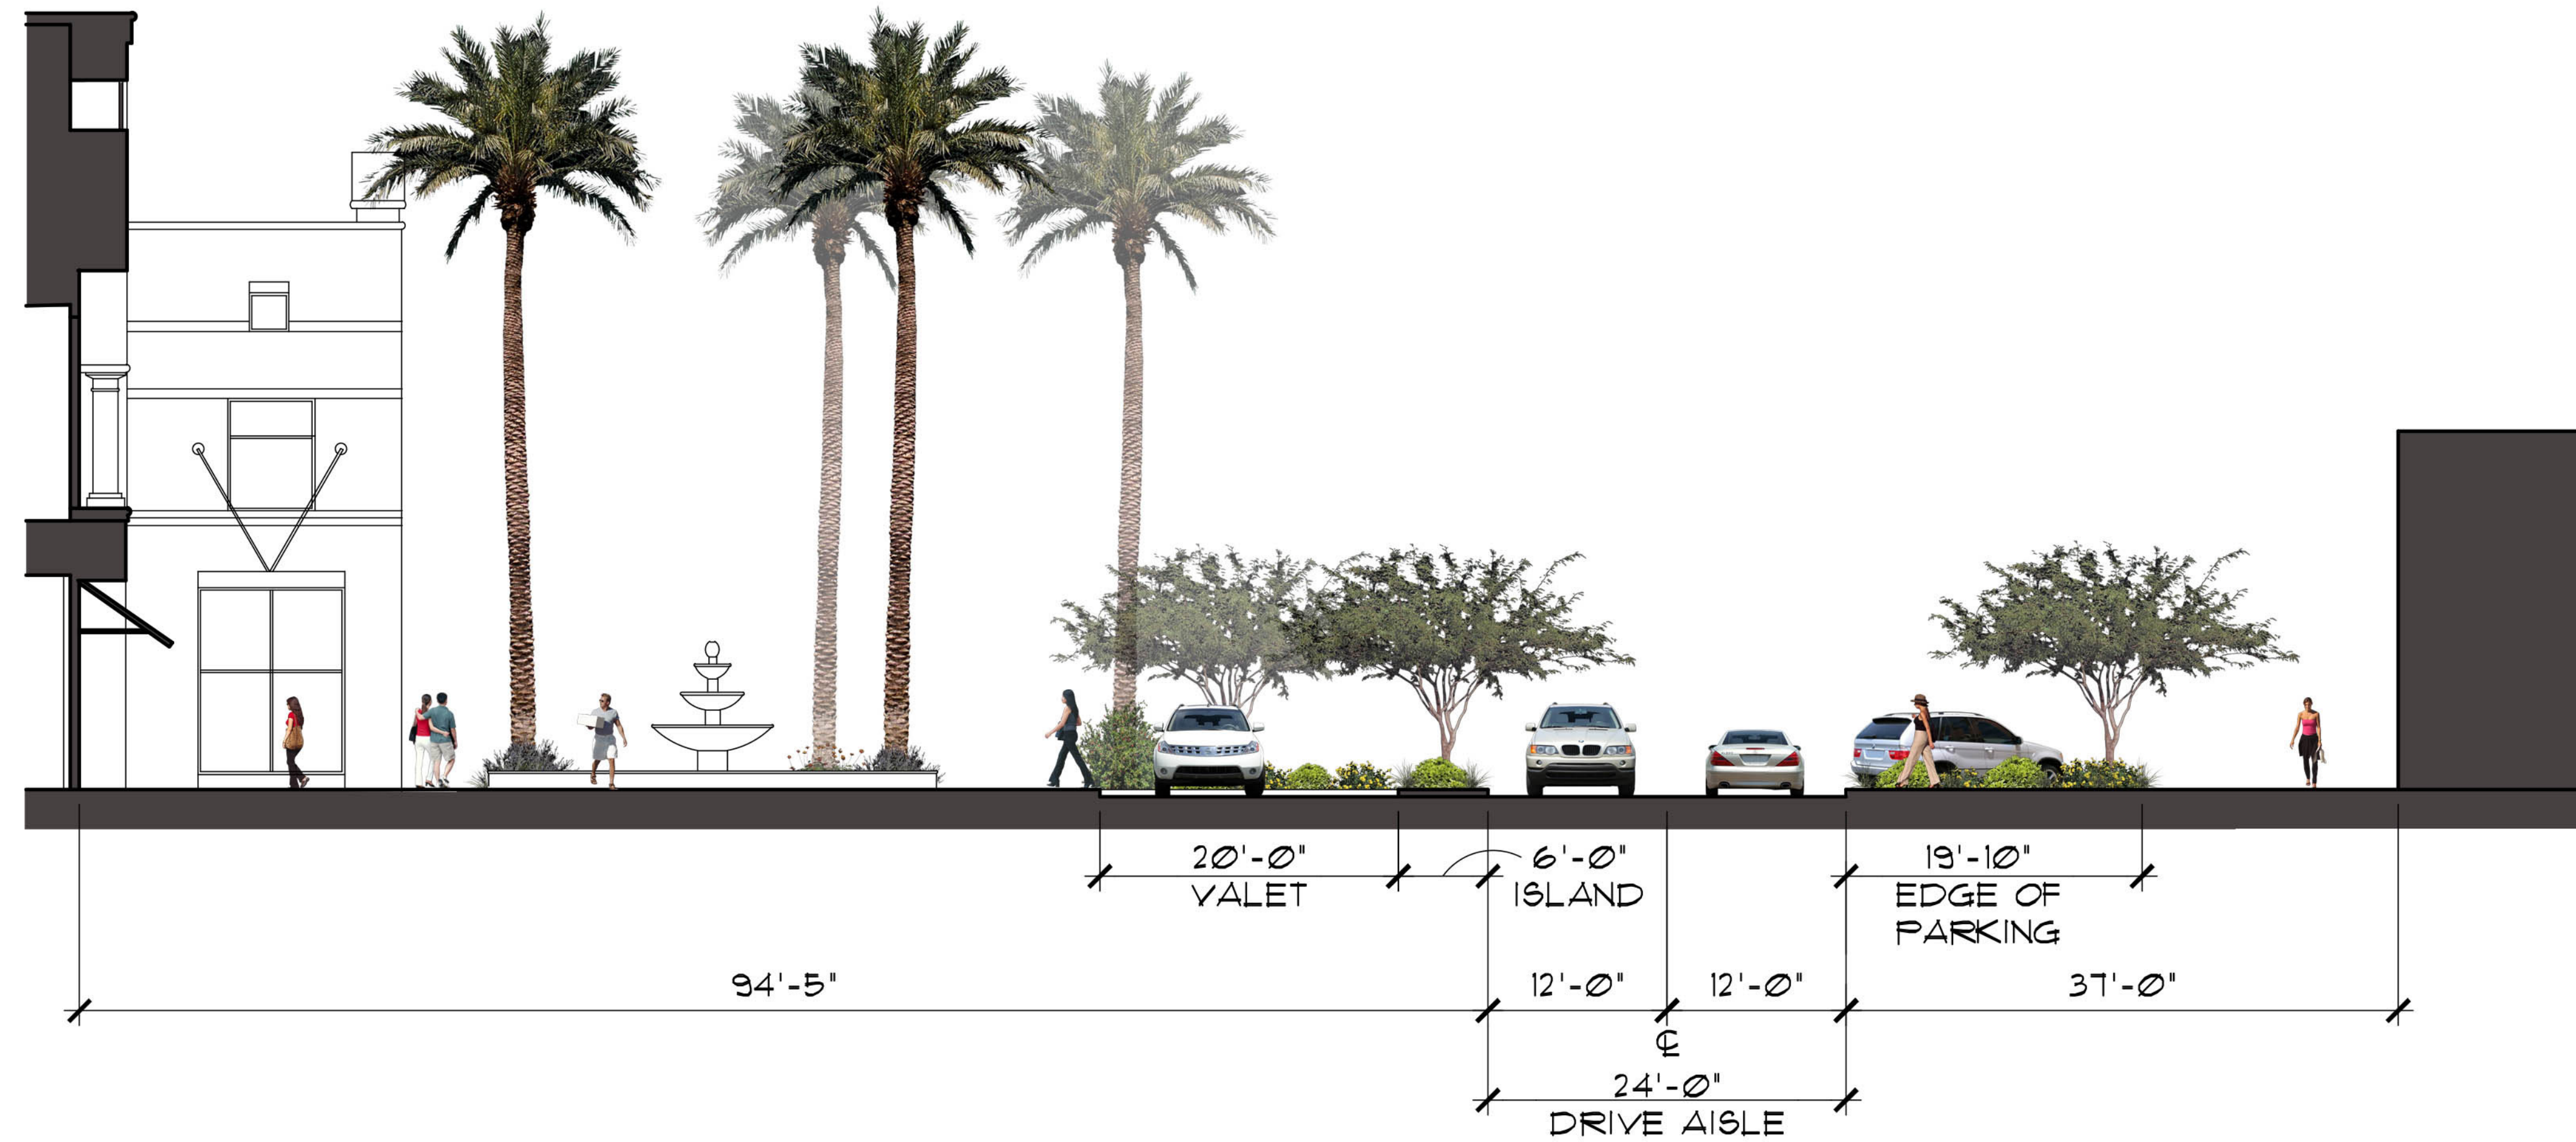 20'-0"
VALET
6'-0"
ISLAND
19'-10"
EDGE OF
PARKING
94'-5"
12'-0"
12'-0"
37'-0"
℄
24'-0"
DRIVE AISLE